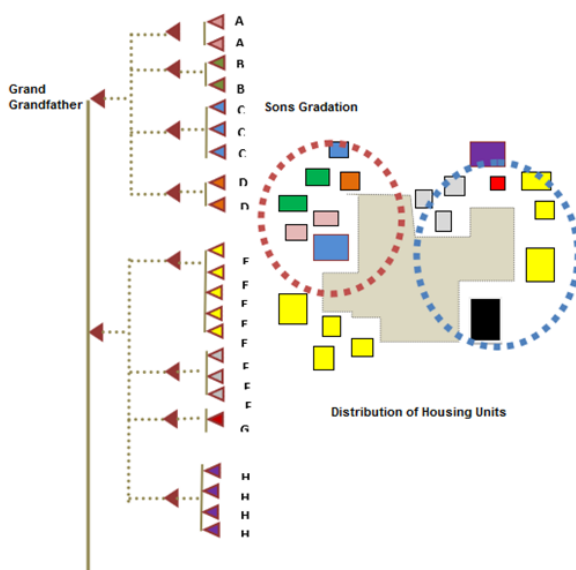 A
A
B
B
Grand
Grandfather
C
Sons Gradation
C
C
D
D
Distribution of Housing Units
G
H
H
H
H